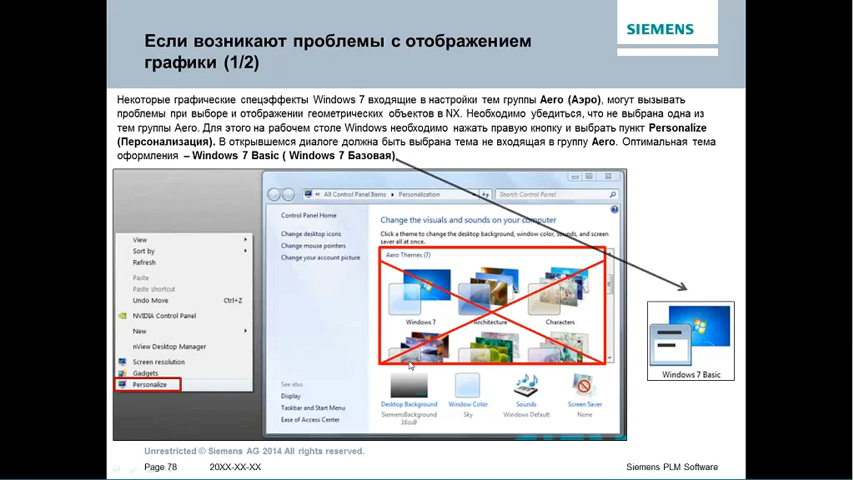 Если возникают проблемы с отображением
графики (1/2)
SIEMENS
Некоторые графические спецэффекты Windows 7 входящие в настройки тем группы Aero (Аэро), могут вызывать
проблемы при выборе и отображении геометрических объектов в NX. Необходимо убедиться, что не выбрана одна из
тем группы Aero. Для этого на рабочем столе Windows необходимо нажать правую кнопку и выбрать пункт Personalize
(Персонализация). В открывшемся диалоге должна быть выбрана тема не входящая в группу Aero. Оптимальная тема
оформления – Windows 7 Basic ( Windows 7 Базовая)
View
Sort by
Refresh
Paste
Paste shortcut
Undo Move Ctrl+Z
NVIDIA Control Panel
New
nView Desktop Manager
Screen resolution
Gadgets
Personalize
« All Control Panel Items Personalization
Search Control Panel
Control Panel Home
Change desktop icons
Change mouse pointers
Change your account picture
See also
Display
Taskbar and Start Menu
Ease of Access Center
Change the visuals and sounds on your computer
Click a theme to change the desktop background, window color, sounds, and screen
saver all at once.
Aero Themes (7)
Windows 7 Architecture Characters
Desktop Background Window Color Sounds Screen Saver
SiemensBackground Sky Windows Default None
Windows 7 Basic
Unrestricted © Siemens AG 2014 All rights reserved.
Page 78 20XX-XX-XX Siemens PLM Software